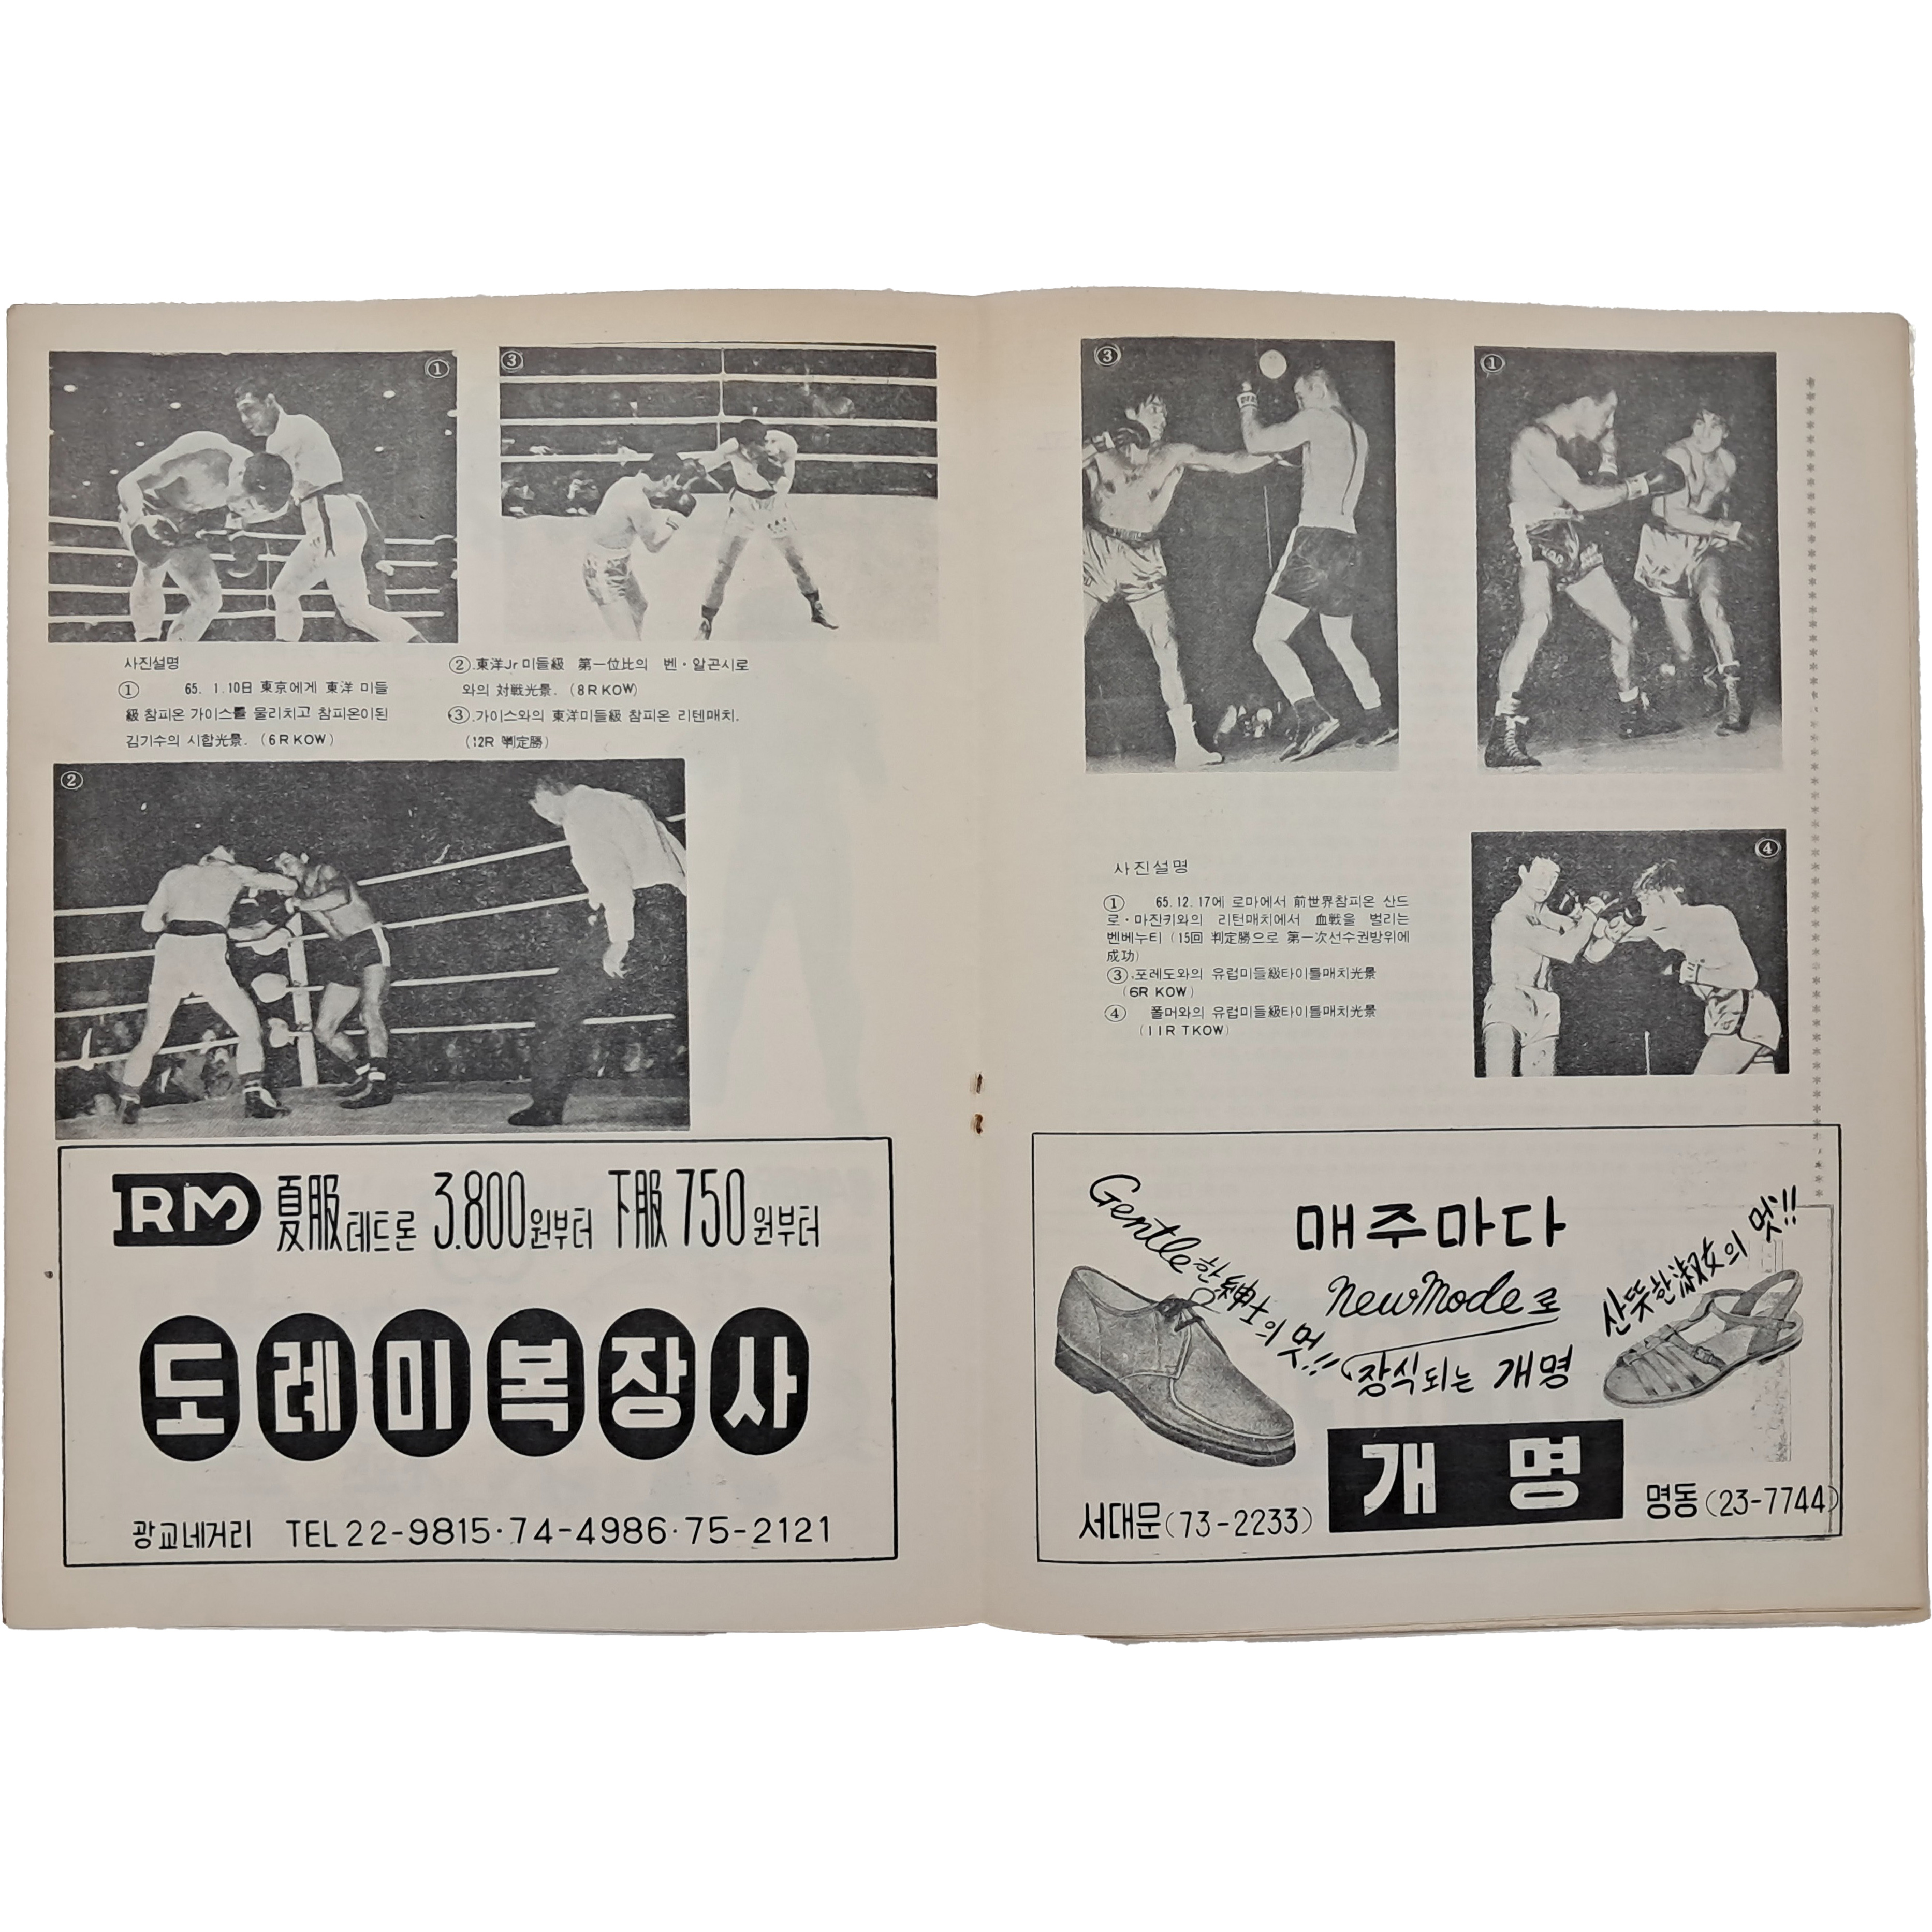 ①
③
사진설명
① 65. 1.10日 東京에게 東洋 미들
級 참피온 가이스를 물리치고 참피온이된
김기수의 시합光景. (6RKOW)
②.東洋Jr미들級 第一位比의 벤·알곤시로
와의 対戦光景. (8RKOW)
③.가이스와의 東洋미들級 참피온 리텐매치.
(12R 判定勝)
②
RM 夏服 테트론 3.800원부터 下服 750원부터
도레미복장사
광교네거리 TEL 22-9815·74-4986·75-2121
③
①
사진설명
① 65.12.17에 로마에서 前世界참피온 산드
로·마진키와의 리턴매치에서 血戦을 벌리는
벤베누티 (15回 判定勝으로 第一次선수권방위에
成功)
③.포레도와의 유럽미들級타이틀매치光景
(6R KOW)
④ 폴머와의 유럽미들級타이틀매치光景
(11R TKOW)
④
Gentle한 紳士의 멋!!
매주마다
New Mode로
장식되는 개명
산뜻한 淑女의 멋!!
개명
서대문(73-2233)
명동(23-7744)